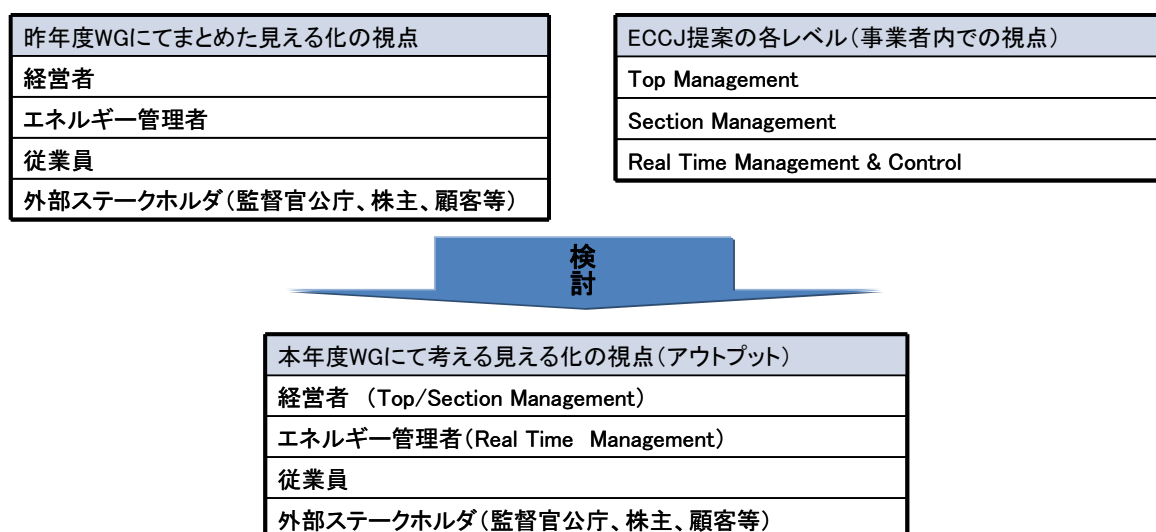 昨年度WGにてまとめた見える化の視点
経営者
エネルギー管理者
従業員
外部ステークホルダ(監督官公庁、株主、顧客等)
ECCJ提案の各レベル(事業者内での視点)
Top Management
Section Management
Real Time Management & Control
検討
本年度WGにて考える見える化の視点(アウトプット)
経営者 (Top/Section Management)
エネルギー管理者(Real Time Management)
従業員
外部ステークホルダ(監督官公庁、株主、顧客等)